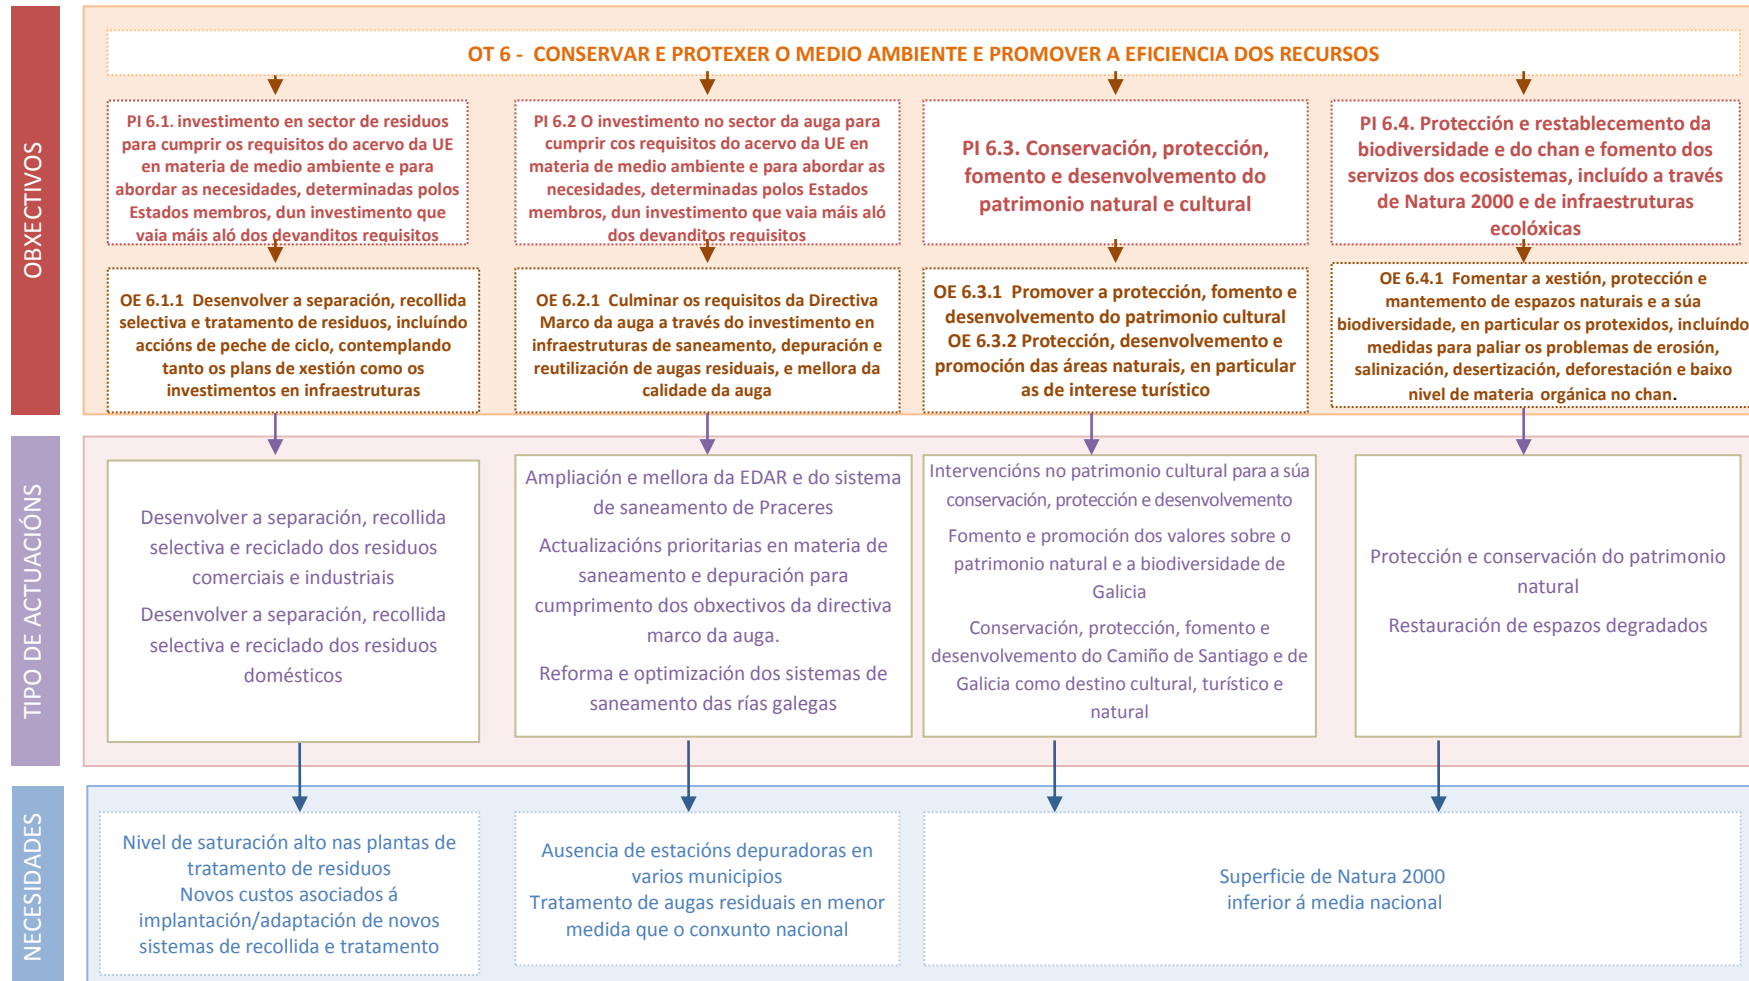 OBXECTIVOS
OT 6 - CONSERVAR E PROTEXER O MEDIO AMBIENTE E PROMOVER A EFICIENCIA DOS RECURSOS
PI 6.1. investimento en sector de residuos
para cumprir os requisitos do acervo da UE
en materia de medio ambiente e para
abordar as necesidades, determinadas polos
Estados membros, dun investimento que
vaia máis aló dos devanditos requisitos
PI 6.2 O investimento no sector da auga para
cumprir cos requisitos do acervo da UE en
materia de medio ambiente e para abordar as
necesidades, determinadas polos Estados
membros, dun investimento que vaia máis aló
dos devanditos requisitos
PI 6.3. Conservación, protección,
fomento e desenvolvemento do
patrimonio natural e cultural
PI 6.4. Protección e restablecemento da
biodiversidade e do chan e fomento dos
servizos dos ecosistemas, incluído a través
de Natura 2000 e de infraestruturas
ecolóxicas
OE 6.1.1 Desenvolver a separación, recollida
selectiva e tratamento de residuos, incluíndo
accións de peche de ciclo, contemplando
tanto os plans de xestión como os
investimentos en infraestruturas
OE 6.2.1 Culminar os requisitos da Directiva
Marco da auga a través do investimento en
infraestruturas de saneamento, depuración e
reutilización de augas residuais, e mellora da
calidade da auga
OE 6.3.1 Promover a protección, fomento e
desenvolvemento do patrimonio cultural
OE 6.3.2 Protección, desenvolvemento e
promoción das áreas naturais, en particular
as de interese turístico
OE 6.4.1 Fomentar a xestión, protección e
mantemento de espazos naturais e a súa
biodiversidade, en particular os protexidos, incluíndo
medidas para paliar os problemas de erosión,
salinización, desertización, deforestación e baixo
nivel de materia orgánica no chan.
TIPO DE ACTUACIÓNS
Desenvolver a separación, recollida
selectiva e reciclado dos residuos
comerciais e industriais
Desenvolver a separación, recollida
selectiva e reciclado dos residuos
domésticos
Ampliación e mellora da EDAR e do sistema
de saneamento de Praceres
Actualizacións prioritarias en materia de
saneamento e depuración para
cumprimento dos obxectivos da directiva
marco da auga.
Reforma e optimización dos sistemas de
saneamento das rías galegas
Intervencións no patrimonio cultural para a súa
conservación, protección e desenvolvemento
Fomento e promoción dos valores sobre o
patrimonio natural e a biodiversidade de
Galicia
Conservación, protección, fomento e
desenvolvemento do Camiño de Santiago e de
Galicia como destino cultural, turístico e
natural
Protección e conservación do patrimonio
natural
Restauración de espazos degradados
NECESIDADES
Nivel de saturación alto nas plantas de
tratamento de residuos
Novos custos asociados á
implantación/adaptación de novos
sistemas de recollida e tratamento
Ausencia de estacións depuradoras en
varios municipios
Tratamento de augas residuais en menor
medida que o conxunto nacional
Superficie de Natura 2000
inferior á media nacional